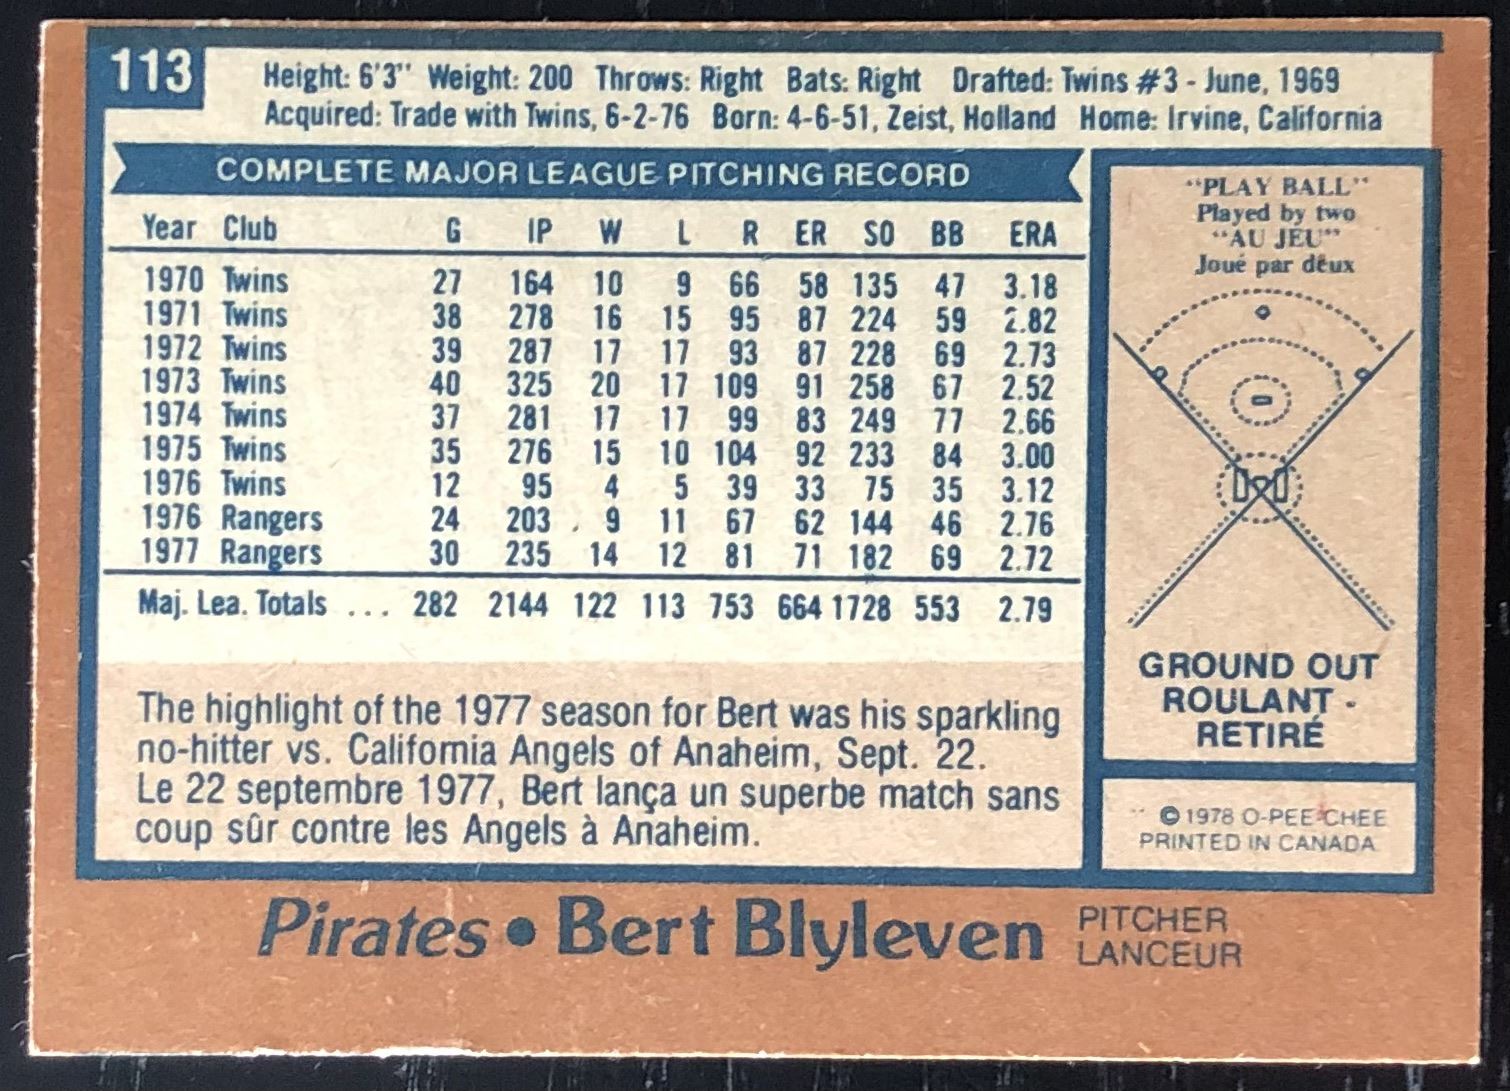 113
Height: 6'3" Weight: 200 Throws: Right Bats: Right Drafted: Twins #3 - June, 1969
Acquired: Trade with Twins, 6-2-76 Born: 4-6-51, Zeist, Holland Home: Irvine, California
COMPLETE MAJOR LEAGUE PITCHING RECORD
Year Club G IP W L R ER SO BB ERA
1970 Twins 27 164 10 9 66 58 135 47 3.18
1971 Twins 38 278 16 15 95 87 224 59 2.82
1972 Twins 39 287 17 17 93 87 228 69 2.73
1973 Twins 40 325 20 17 109 91 258 67 2.52
1974 Twins 37 281 17 17 99 83 249 77 2.66
1975 Twins 35 276 15 10 104 92 233 84 3.00
1976 Twins 12 95 4 5 39 33 75 35 3.12
1976 Rangers 24 203 9 11 67 62 144 46 2.76
1977 Rangers 30 235 14 12 81 71 182 69 2.72
Maj. Lea. Totals ... 282 2144 122 113 753 664 1728 553 2.79
The highlight of the 1977 season for Bert was his sparkling
no-hitter vs. California Angels of Anaheim, Sept. 22.
Le 22 septembre 1977, Bert lança un superbe match sans
coup sûr contre les Angels à Anaheim.
"PLAY BALL"
Played by two
"AU JEU"
Joué par deux
GROUND OUT
ROULANT -
RETIRÉ
© 1978 O-PEE-CHEE
PRINTED IN CANADA
Pirates • Bert Blyleven
PITCHER
LANCEUR